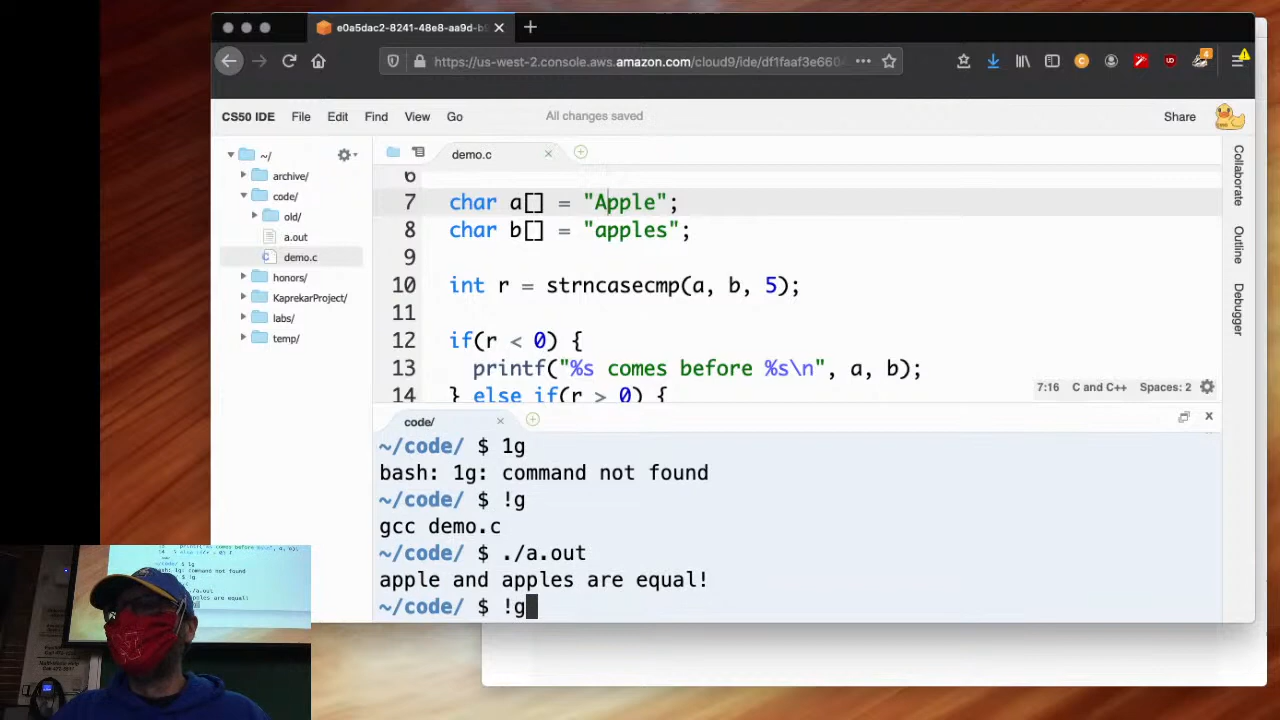 e0a5dac2-8241-48e8-aa9d-b
https://us-west-2.console.aws.amazon.com/cloud9/ide/df1faaf3e6604
4
CS50 IDE File Edit Find View Go All changes saved Share
~/
archive/
code/
old/
a.out
demo.c
honors/
KaprekarProject/
labs/
temp/
demo.c
6
7 char a[] = "Apple";
8 char b[] = "apples";
9
10 int r = strncasecmp(a, b, 5);
11
12 if(r < 0) {
13 printf("%s comes before %s\n", a, b);
14 } else if(r > 0) {
7:16 C and C++ Spaces: 2
Collaborate
Outline
Debugger
code/
~/code/ $ 1g
bash: 1g: command not found
~/code/ $ !g
gcc demo.c
~/code/ $ ./a.out
apple and apples are equal!
~/code/ $ !g